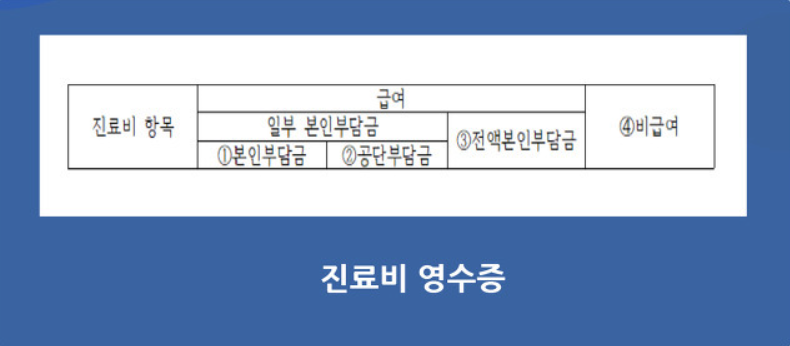 진료비 항목
급여
일부 본인부담금
①본인부담금
②공단부담금
③전액본인부담금
④비급여
진료비 영수증